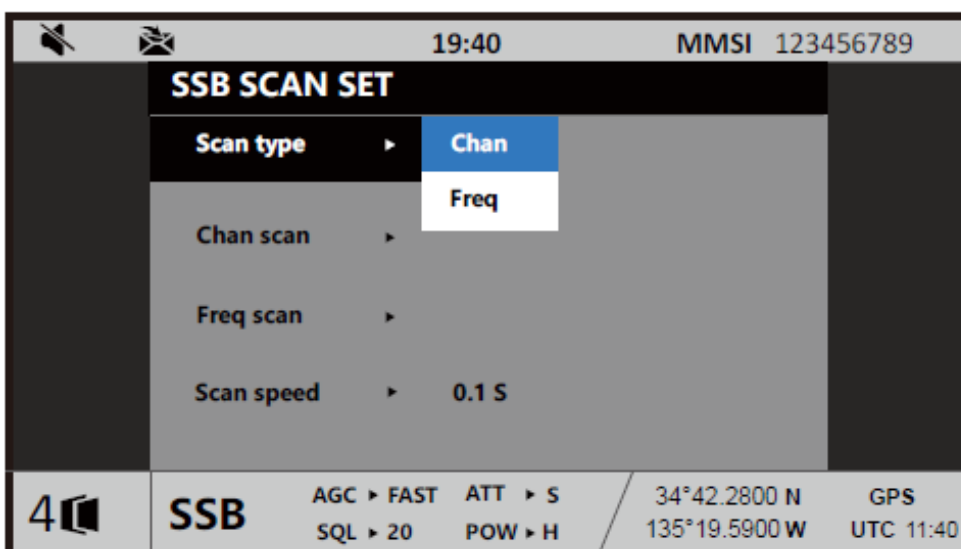 19:40 MMSI 123456789
SSB SCAN SET
Scan type ▸ Chan
Freq
Chan scan ▸
Freq scan ▸
Scan speed ▸ 0.1 S
4 SSB AGC ▸ FAST ATT ▸ S 34°42.2800 N GPS
SQL ▸ 20 POW ▸ H 135°19.5900 W UTC 11:40